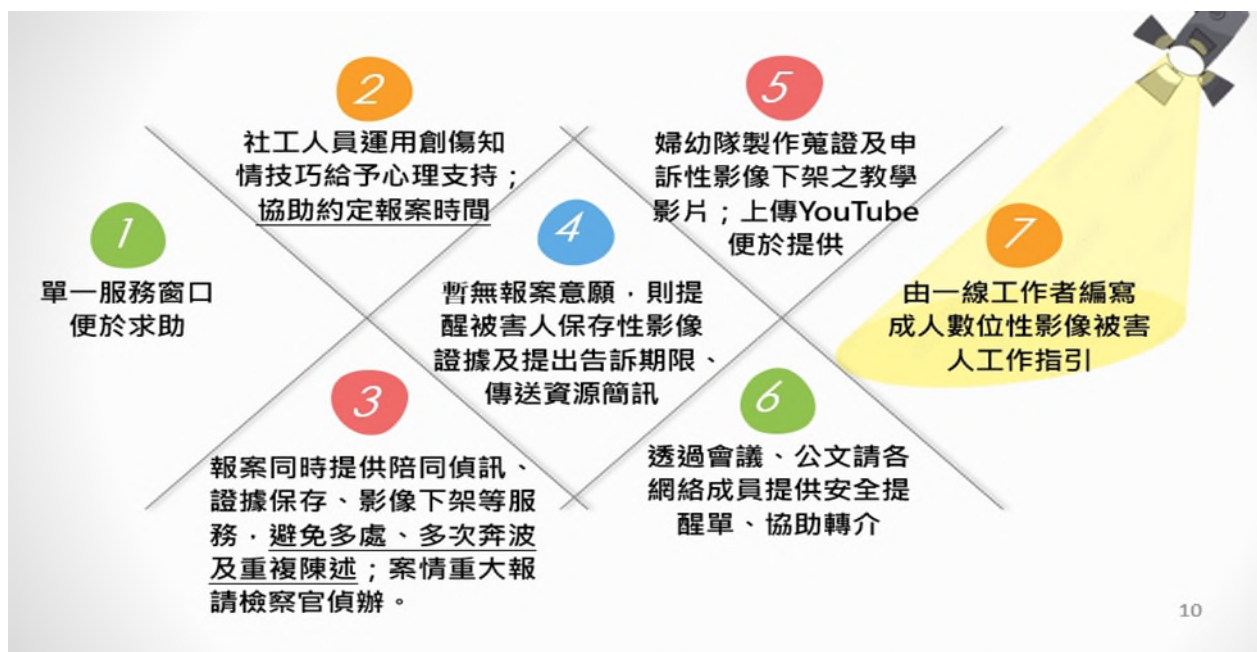 1
單一服務窗口
便於求助
2
社工人員運用創傷知
情技巧給予心理支持；
協助約定報案時間
3
報案同時提供陪同偵訊、
證據保存、影像下架等服
務，避免多處、多次奔波
及重複陳述；案情重大報
請檢察官偵辦。
4
暫無報案意願，則提
醒被害人保存性影像
證據及提出告訴期限、
傳送資源簡訊
5
婦幼隊製作蒐證及申
訴性影像下架之教學
影片；上傳YouTube
便於提供
6
透過會議、公文請各
網絡成員提供安全提
醒單、協助轉介
7
由一線工作者編寫
成人數位性影像被害
人工作指引
10